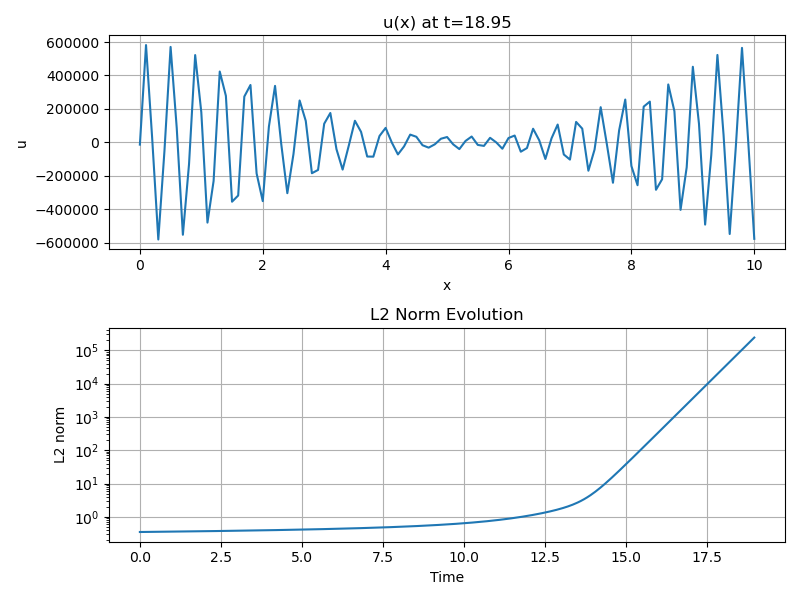 u(x) at t=18.95
600000
400000
200000
0
−200000
−400000
−600000
u
0 2 4 6 8 10
x
L2 Norm Evolution
10^5
10^4
10^3
10^2
10^1
10^0
L2 norm
0.0 2.5 5.0 7.5 10.0 12.5 15.0 17.5
Time